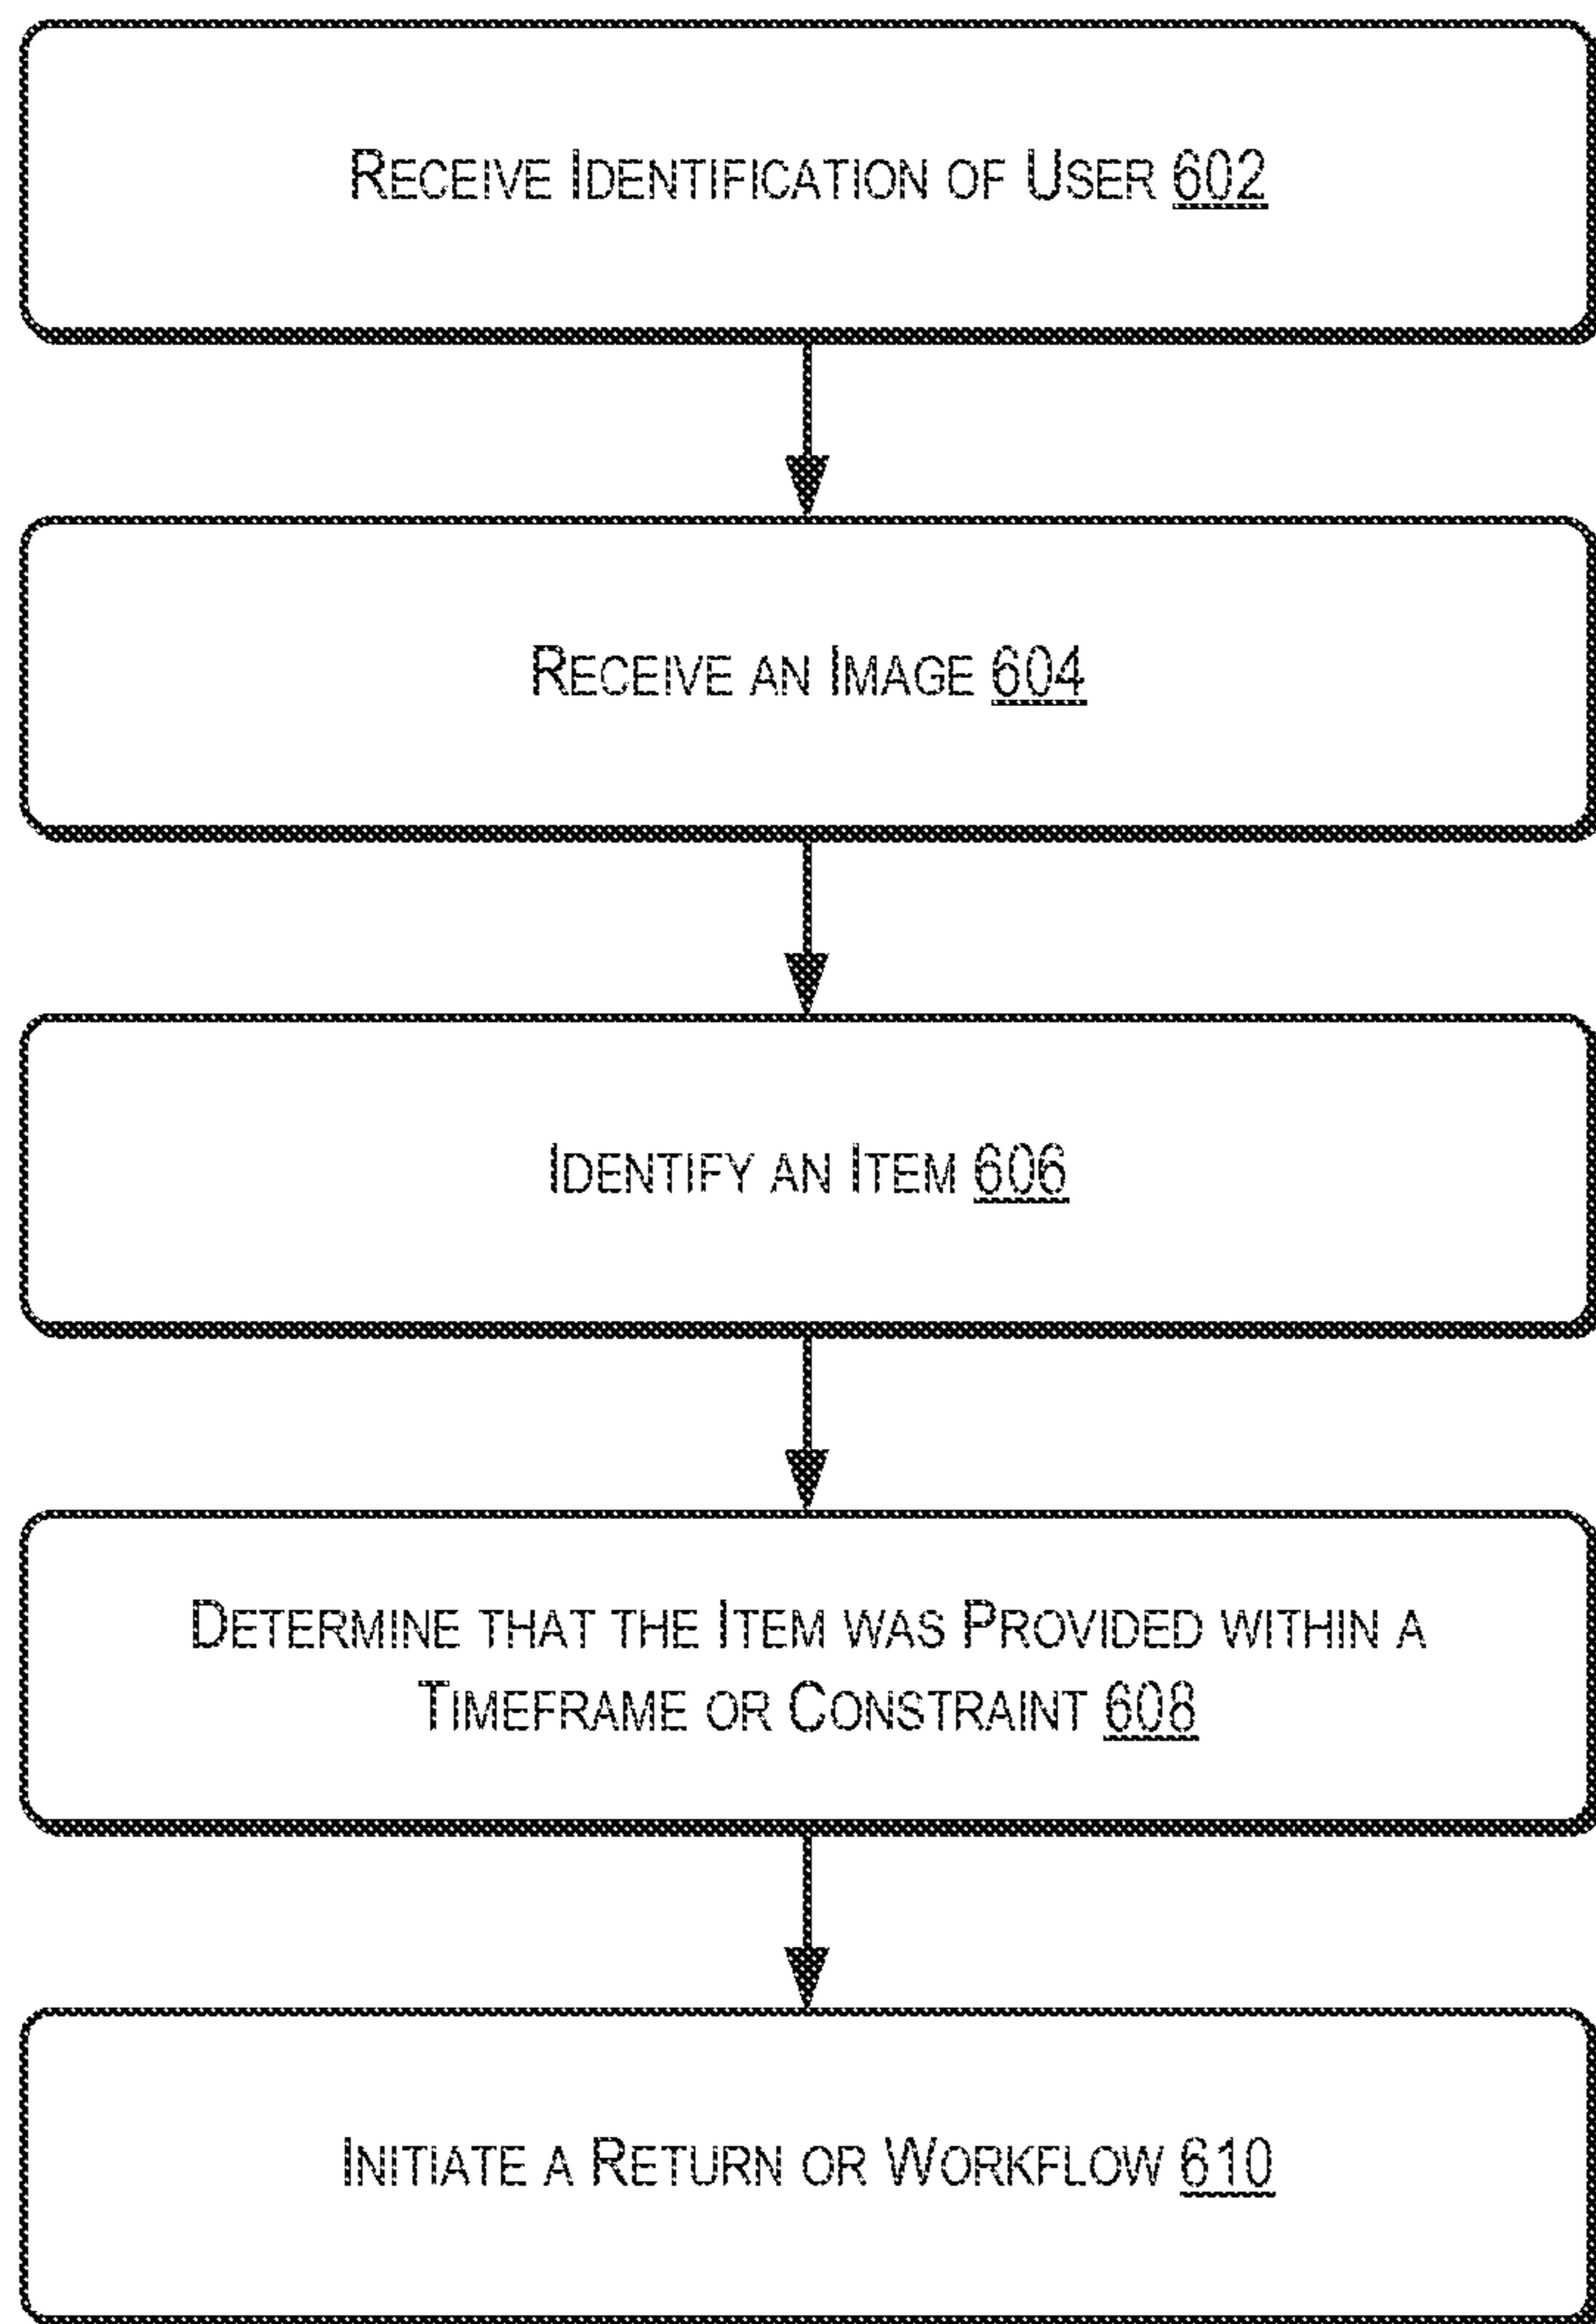 RECEIVE IDENTIFICATION OF USER 602
RECEIVE AN IMAGE 604
IDENTIFY AN ITEM 606
DETERMINE THAT THE ITEM WAS PROVIDED WITHIN A
TIMEFRAME OR CONSTRAINT 608
INITIATE A RETURN OR WORKFLOW 610